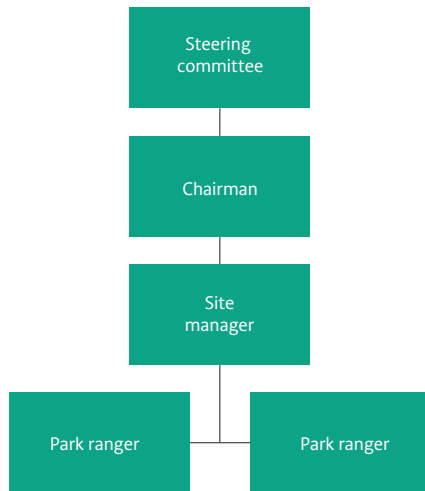 Steering
committee
Chairman
Site
manager
Park ranger
Park ranger